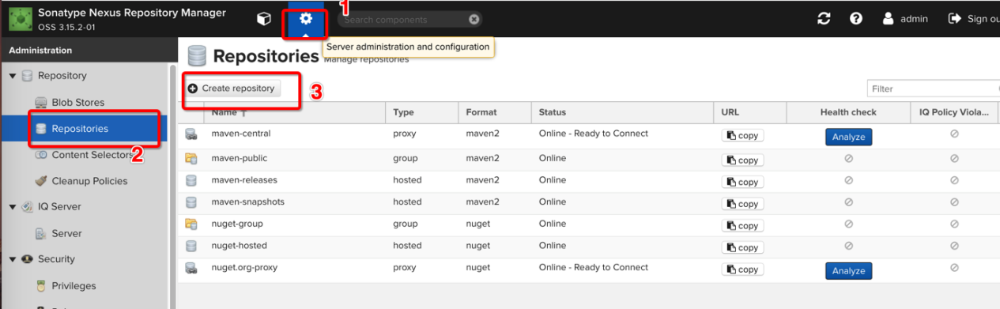 Sonatype Nexus Repository Manager
OSS 3.15.2-01
1
Search components
admin
Sign ou
Administration
Server administration and configuration
Repositories Manage repositories
Repository
Blob Stores
Repositories
2
Content Selectors
Cleanup Policies
IQ Server
Server
Security
Privileges
Create repository
3
Filter
Name Type Format Status URL Health check IQ Policy Viola...
maven-central proxy maven2 Online - Ready to Connect copy Analyze
maven-public group maven2 Online copy
maven-releases hosted maven2 Online copy
maven-snapshots hosted maven2 Online copy
nuget-group group nuget Online copy
nuget-hosted hosted nuget Online copy
nuget.org-proxy proxy nuget Online - Ready to Connect copy Analyze